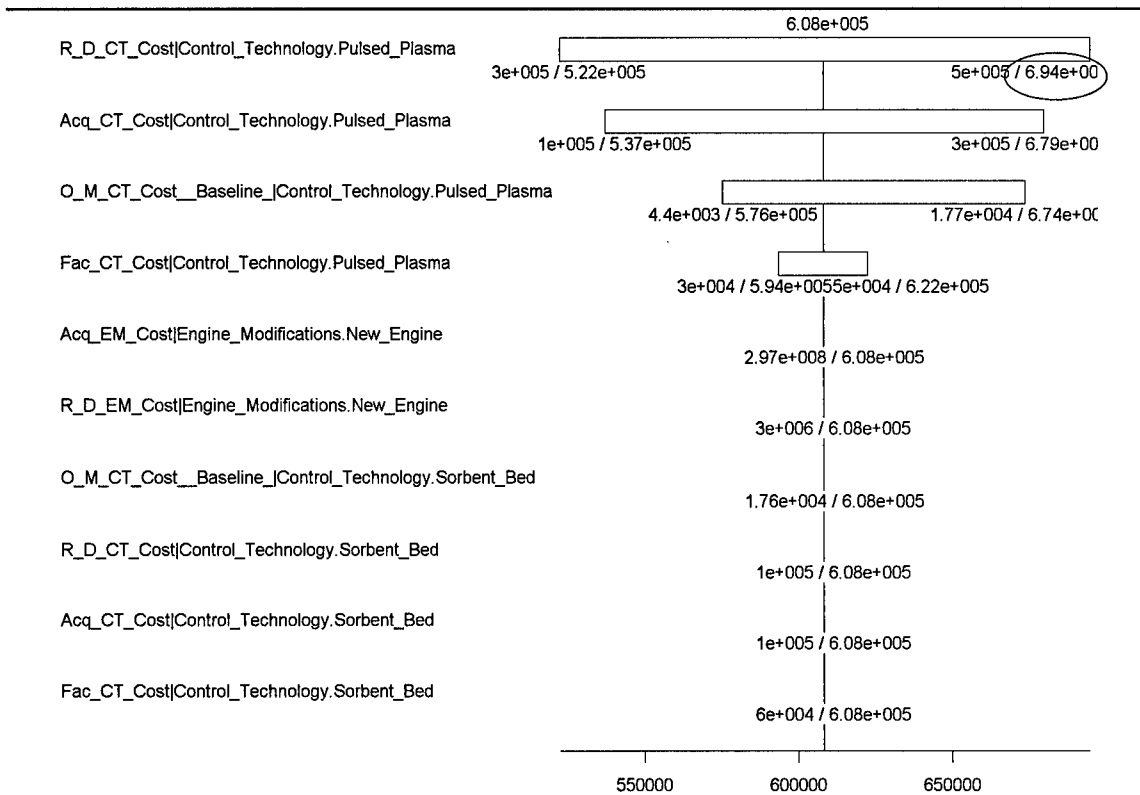 6.08e+005
R_D_CT_Cost|Control_Technology.Pulsed_Plasma
3e+005 / 5.22e+005 5e+005 / 6.94e+00
Acq_CT_Cost|Control_Technology.Pulsed_Plasma
1e+005 / 5.37e+005 3e+005 / 6.79e+00
O_M_CT_Cost__Baseline_|Control_Technology.Pulsed_Plasma
4.4e+003 / 5.76e+005 1.77e+004 / 6.74e+00
Fac_CT_Cost|Control_Technology.Pulsed_Plasma
3e+004 / 5.94e+0055e+004 / 6.22e+005
Acq_EM_Cost|Engine_Modifications.New_Engine
2.97e+008 / 6.08e+005
R_D_EM_Cost|Engine_Modifications.New_Engine
3e+006 / 6.08e+005
O_M_CT_Cost__Baseline_|Control_Technology.Sorbent_Bed
1.76e+004 / 6.08e+005
R_D_CT_Cost|Control_Technology.Sorbent_Bed
1e+005 / 6.08e+005
Acq_CT_Cost|Control_Technology.Sorbent_Bed
1e+005 / 6.08e+005
Fac_CT_Cost|Control_Technology.Sorbent_Bed
6e+004 / 6.08e+005
550000 600000 650000